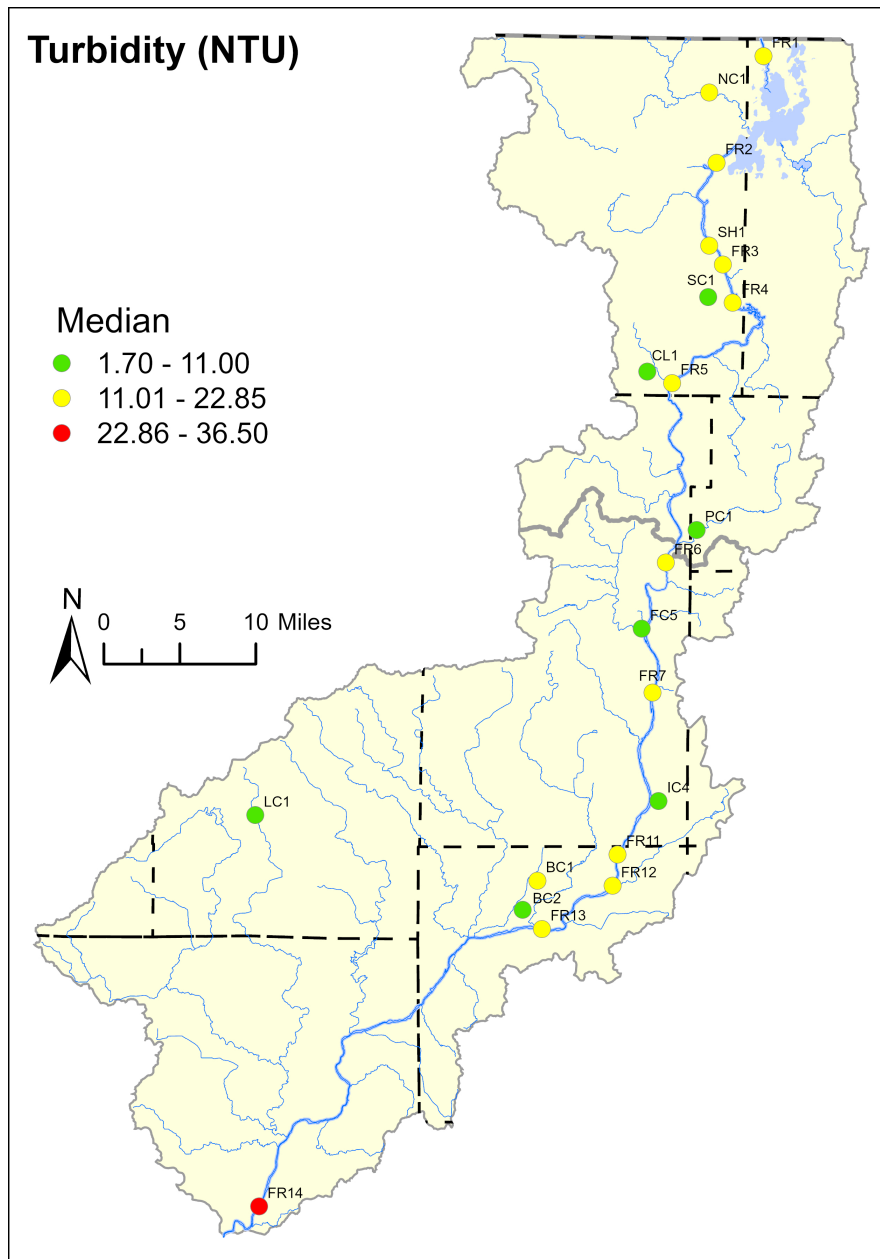 Turbidity (NTU)
FR1
NC1
FR2
SH1
FR3
SC1
FR4
Median
1.70 - 11.00
11.01 - 22.85
22.86 - 36.50
CL1
FR5
PC1
FR6
N
0 5 10 Miles
FC5
FR7
IC4
LC1
FR11
BC1
FR12
BC2
FR13
FR14